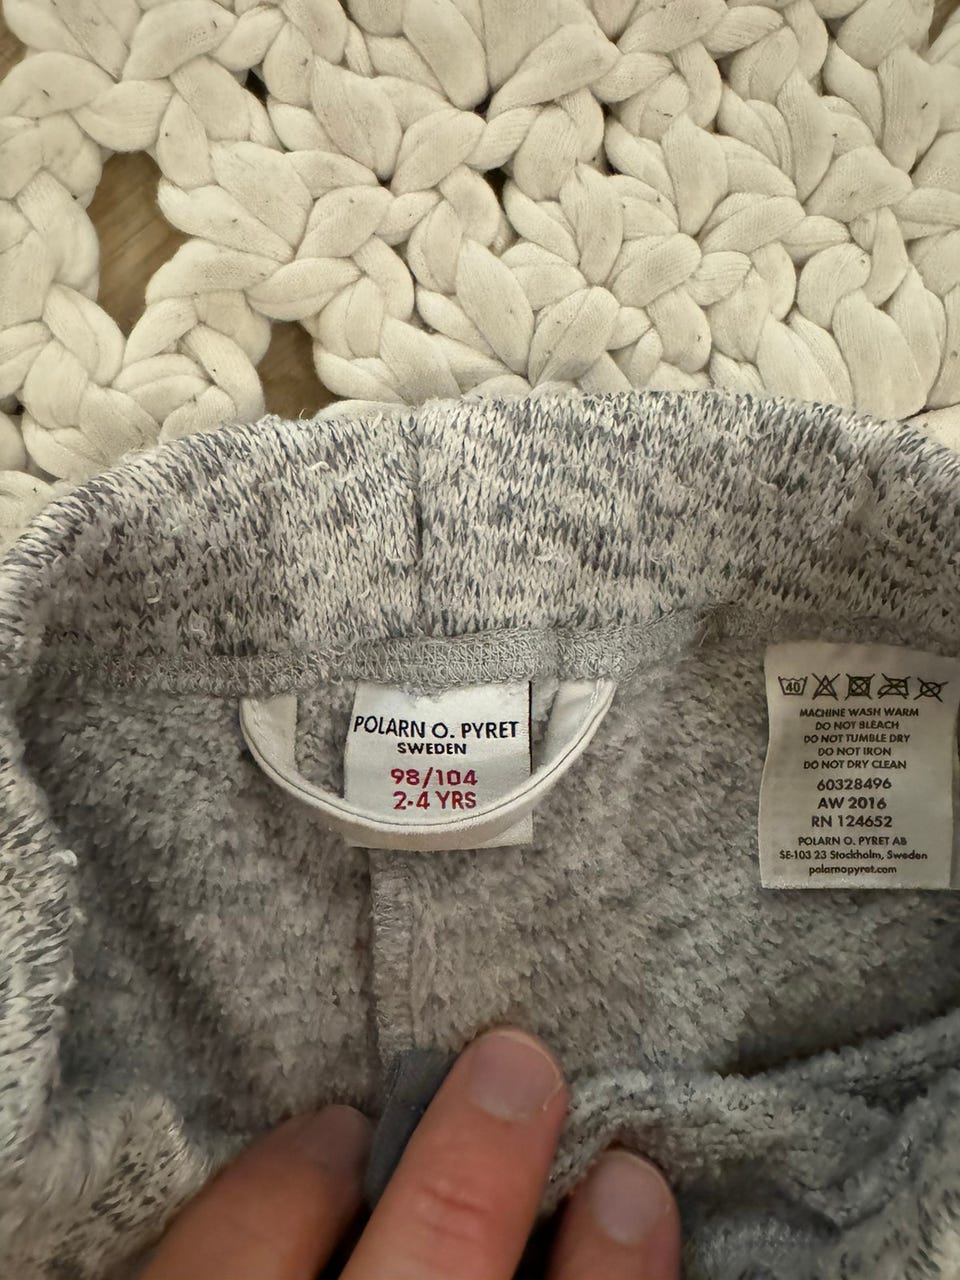 POLARN O. PYRET
SWEDEN
98/104
2-4 YRS
40
MACHINE WASH WARM
DO NOT BLEACH
DO NOT TUMBLE DRY
DO NOT IRON
DO NOT DRY CLEAN
60328496
AW 2016
RN 124652
POLARN O. PYRET AB
SE-103 23 Stockholm, Sweden
polarnopyret.com